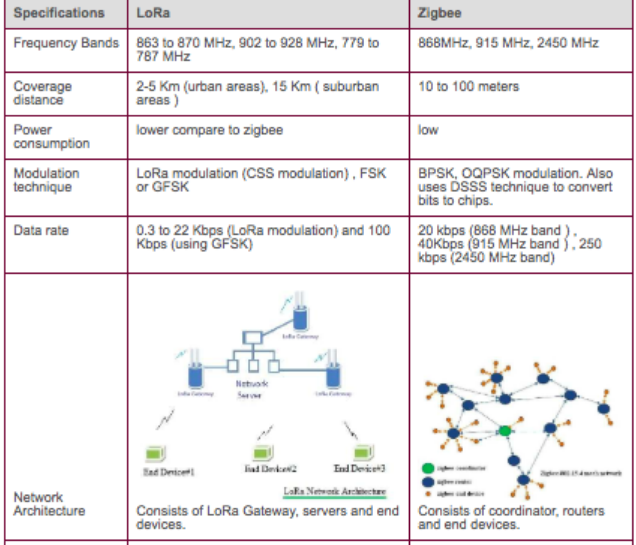 Specifications
LoRa
Zigbee
Frequency Bands
863 to 870 MHz, 902 to 928 MHz, 779 to
787 MHz
868MHz, 915 MHz, 2450 MHz
Coverage
distance
2-5 Km (urban areas), 15 Km ( suburban
areas )
10 to 100 meters
Power
consumption
lower compare to zigbee
low
Modulation
technique
LoRa modulation (CSS modulation) , FSK
or GFSK
BPSK, OQPSK modulation. Also
uses DSSS technique to convert
bits to chips.
Data rate
0.3 to 22 Kbps (LoRa modulation) and 100
Kbps (using GFSK)
20 kbps (868 MHz band ) ,
40Kbps (915 MHz band ) , 250
kbps (2450 MHz band)
Network
Architecture
LoRa Gateway
LoRa Gateway
LoRa Gateway
Network
Server
End Device#1
End Device#2
End Device#3
LoRa Network Architecture
Consists of LoRa Gateway, servers and end
devices.
zigbee coordinator
zigbee router
zigbee end device
Zigbee 802.15.4 mesh network
Consists of coordinator, routers
and end devices.